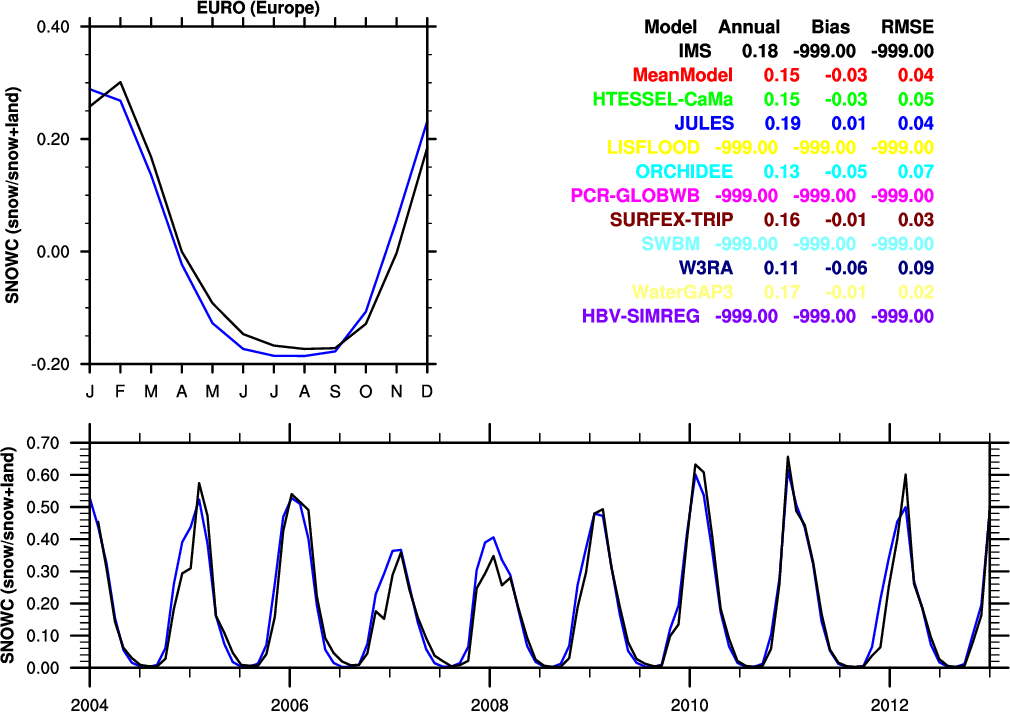 EURO (Europe)
0.40
0.20
0.00
-0.20
SNOWC (snow/snow+land)
J F M A M J J A S O N D
Model Annual Bias RMSE
IMS 0.18 -999.00 -999.00
MeanModel 0.15 -0.03 0.04
HTESSEL-CaMa 0.15 -0.03 0.05
JULES 0.19 0.01 0.04
LISFLOOD -999.00 -999.00 -999.00
ORCHIDEE 0.13 -0.05 0.07
PCR-GLOBWB -999.00 -999.00 -999.00
SURFEX-TRIP 0.16 -0.01 0.03
SWBM -999.00 -999.00 -999.00
W3RA 0.11 -0.06 0.09
WaterGAP3 0.17 -0.01 0.02
HBV-SIMREG -999.00 -999.00 -999.00
0.70
0.60
0.50
0.40
0.30
0.20
0.10
0.00
SNOWC (snow/snow+land)
2004 2006 2008 2010 2012